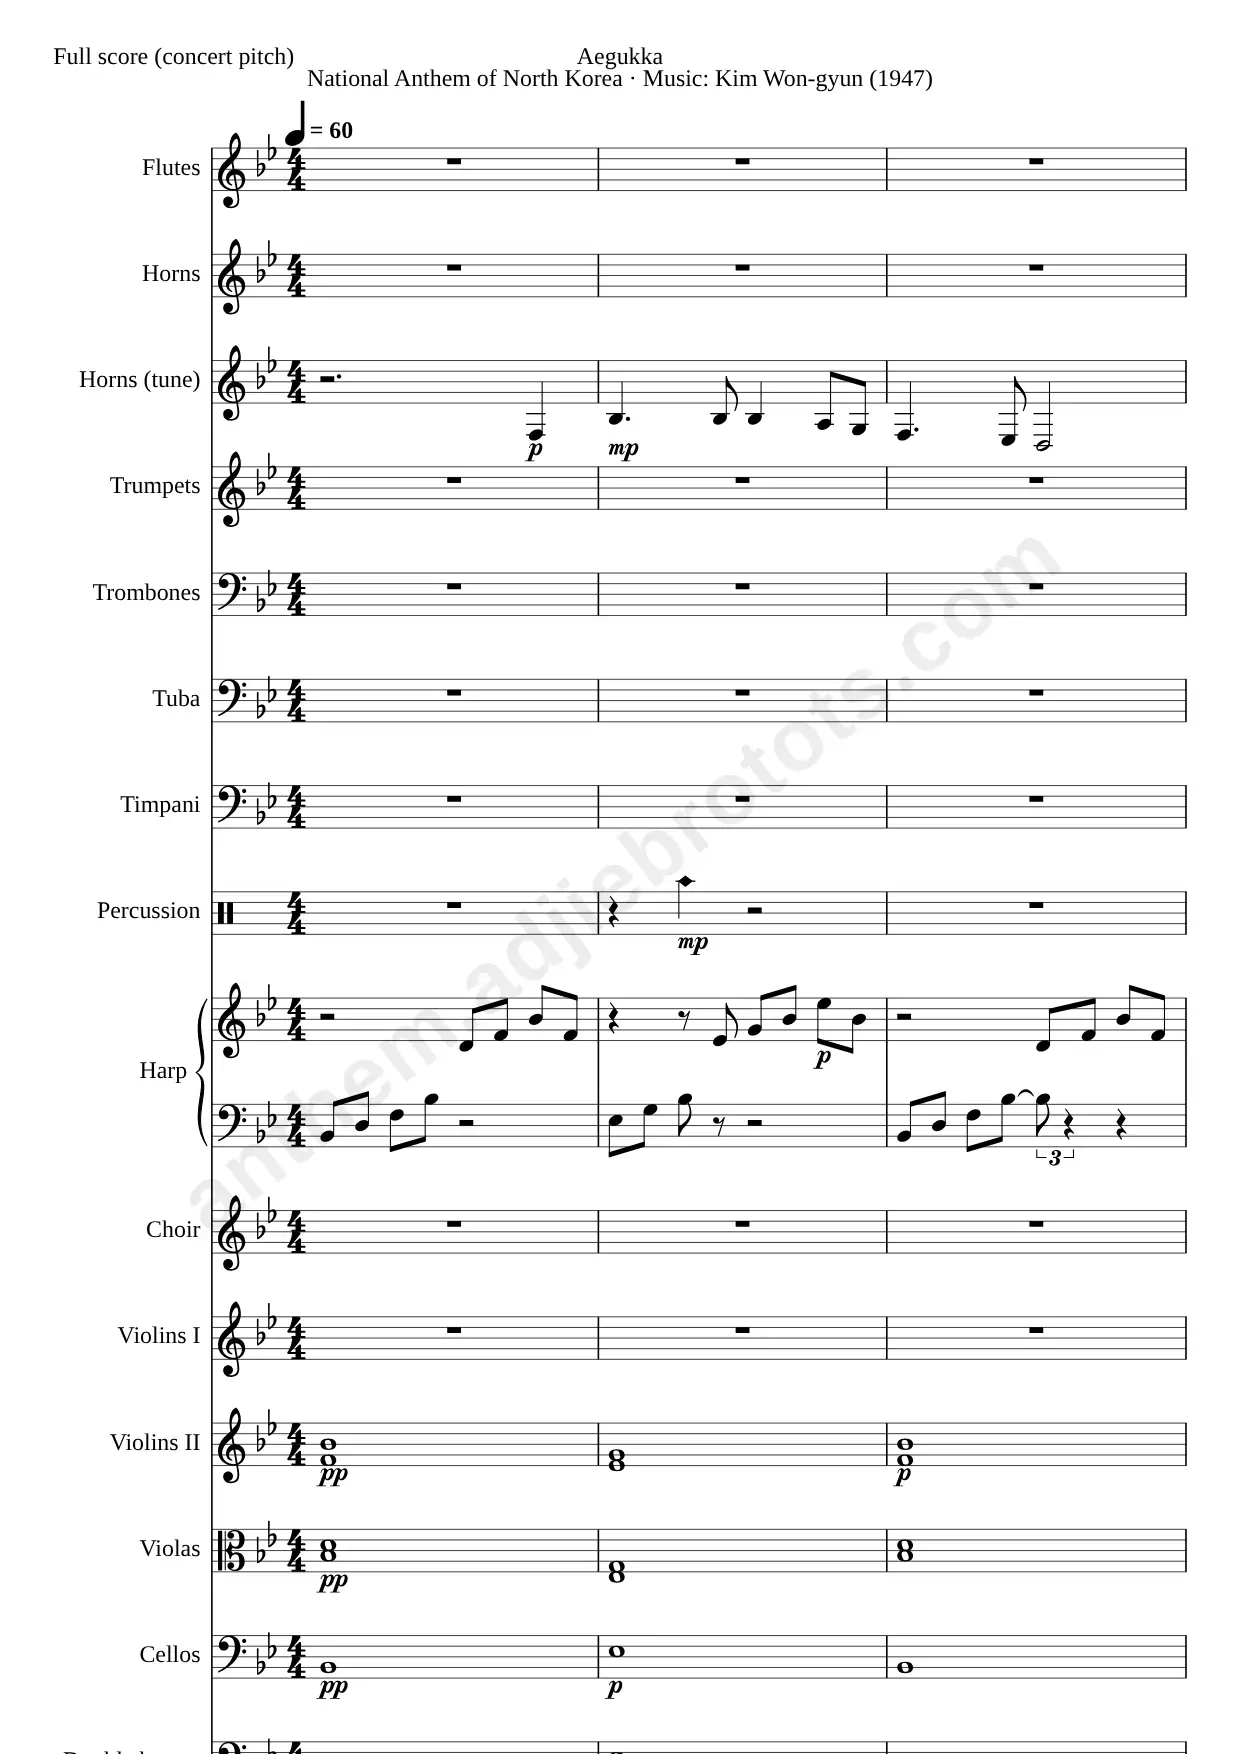 Full score (concert pitch)
Aegukka
National Anthem of North Korea · Music: Kim Won-gyun (1947)
= 60
Flutes
Horns
Horns (tune)
p
mp
Trumpets
Trombones
Tuba
Timpani
Percussion
mp
Harp
p
3
Choir
Violins I
Violins II
pp
p
Violas
pp
Cellos
pp
p
anthem.adjiebrotots.com